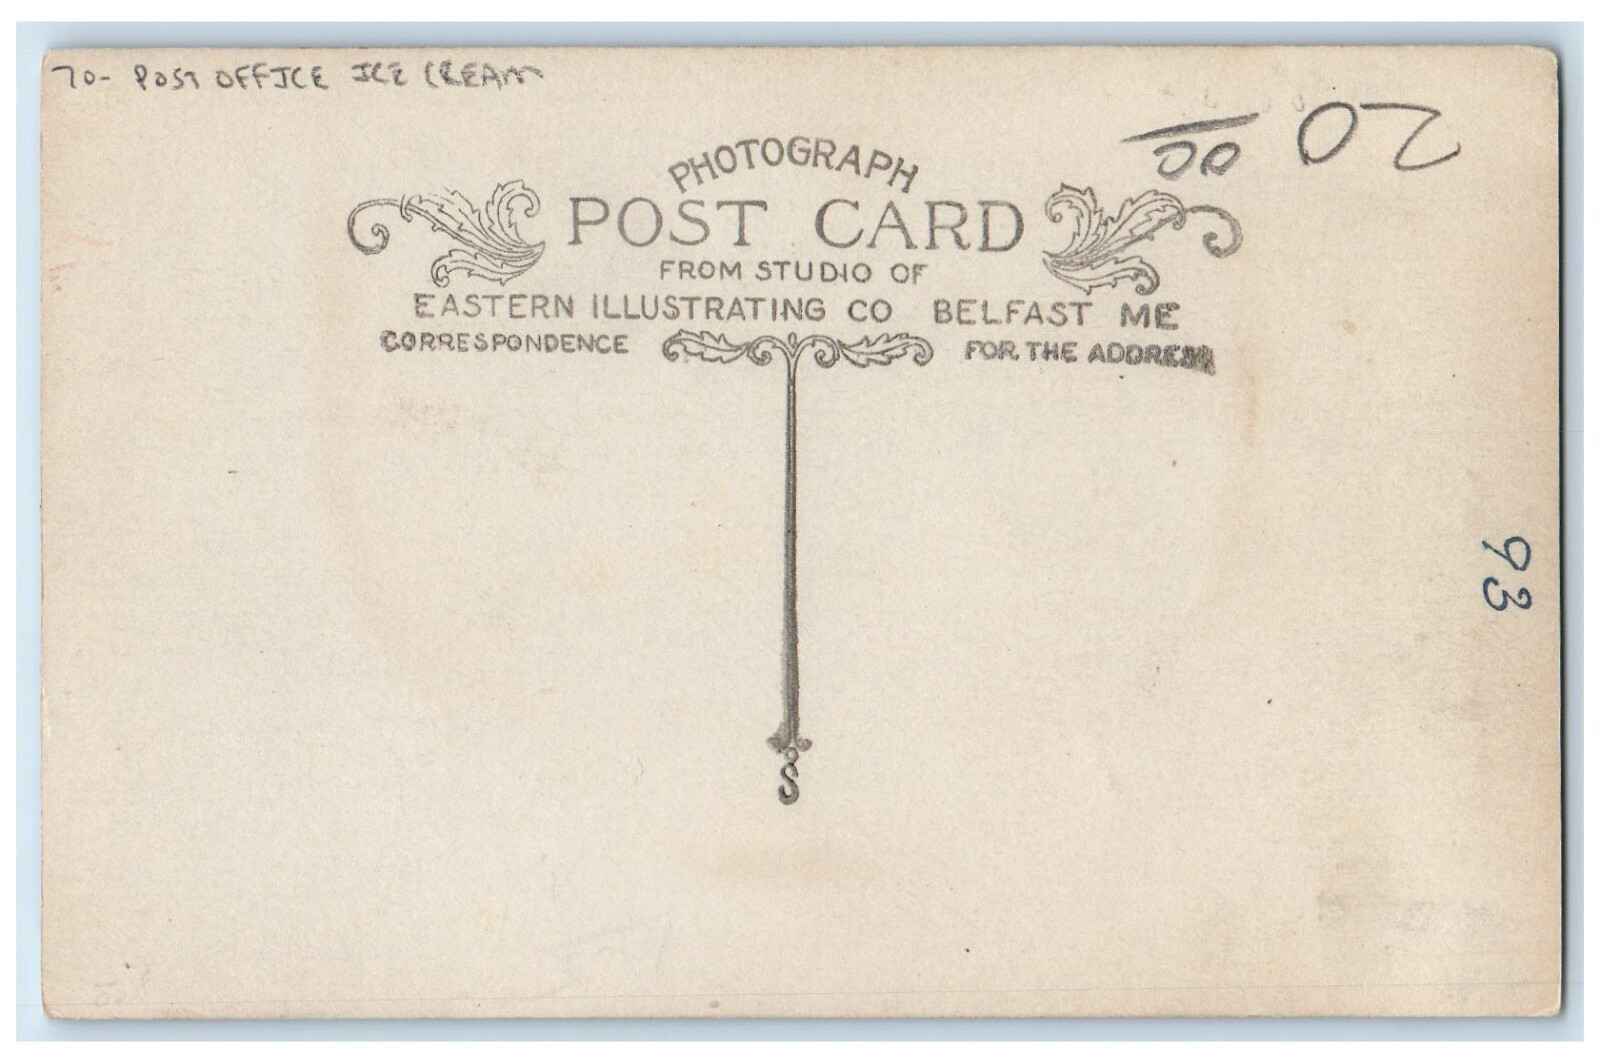 70- POST OFFICE ICE CREAM
20 00
PHOTOGRAPH
POST CARD
FROM STUDIO OF
EASTERN ILLUSTRATING CO BELFAST ME
CORRESPONDENCE FOR THE ADDRESS
93
S